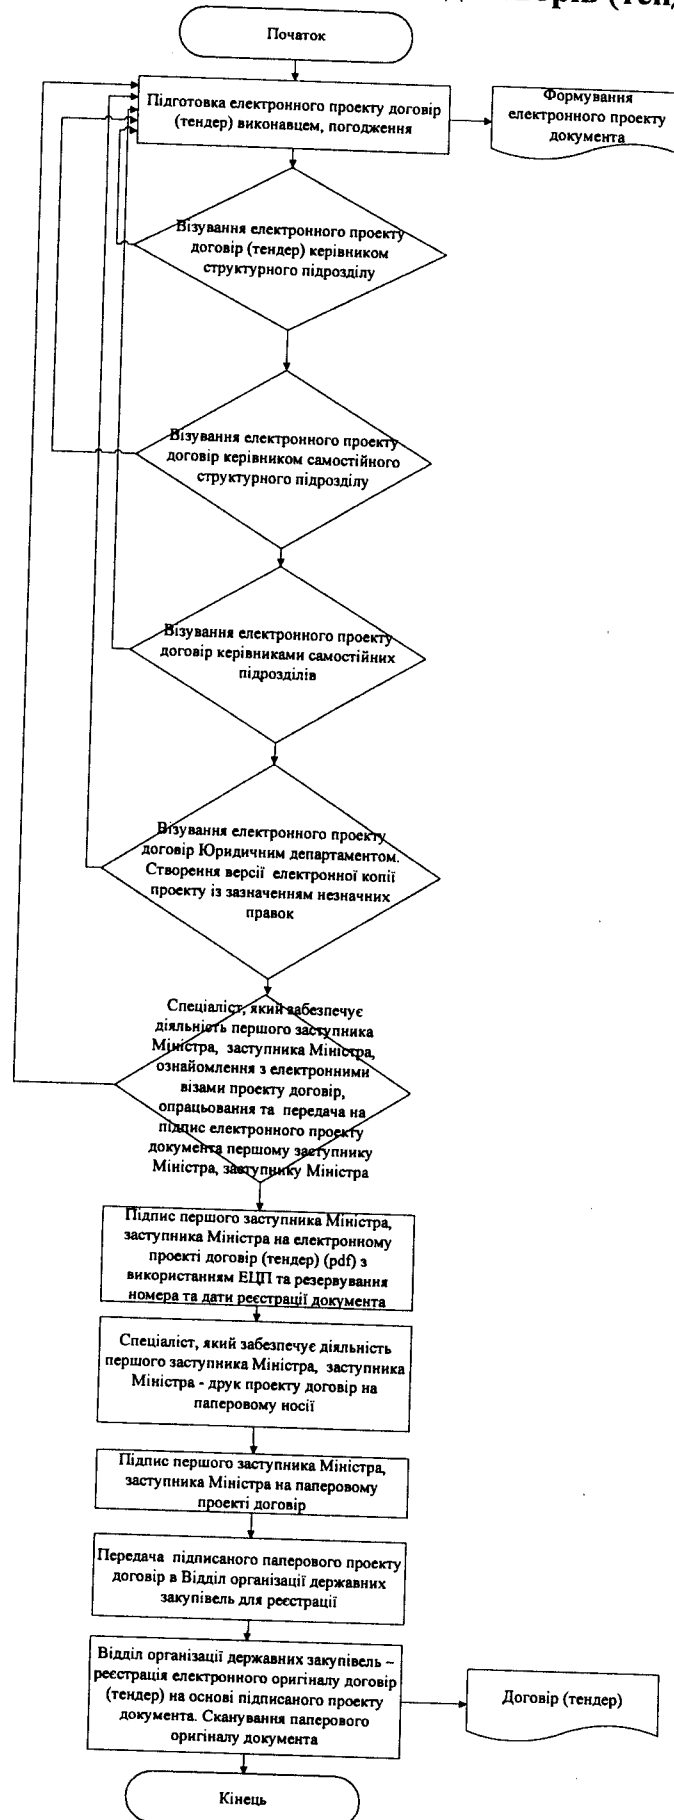 Початок
Підготовка електронного проекту договір
(тендер) виконавцем, погодження
Формування
електронного проекту
документа
Візування електронного проекту
договір (тендер) керівником
структурного підрозділу
Візування електронного проекту
договір керівником самостійного
структурного підрозділу
Візування електронного проекту
договір керівниками самостійних
підрозділів
Візування електронного проекту
договір Юридичним департаментом.
Створення версії електронної копії
проекту із зазначенням незначних
правок
Спеціаліст, який забезпечує
діяльність першого заступника
Міністра, заступника Міністра,
ознайомлення з електронними
візами проекту договір,
опрацьовання та передача на
підпис електронного проекту
документа першому заступнику
Міністра, заступнику Міністра
Підпис першого заступника Міністра,
заступника Міністра на електронному
проекті договір (тендер) (pdf) з
використанням ЕЦП та резервування
номера та дати реєстрації документа
Спеціаліст, який забезпечує діяльність
першого заступника Міністра, заступника
Міністра - друк проекту договір на
паперовому носії
Підпис першого заступника Міністра,
заступника Міністра на паперовому
проекті договір
Передача підписаного паперового проекту
договір в Відділ організації державних
закупівель для реєстрації
Відділ організації державних закупівель –
реєстрація електронного оригіналу договір
(тендер) на основі підписаного проекту
документа. Сканування паперового
оригіналу документа
Договір (тендер)
Кінець